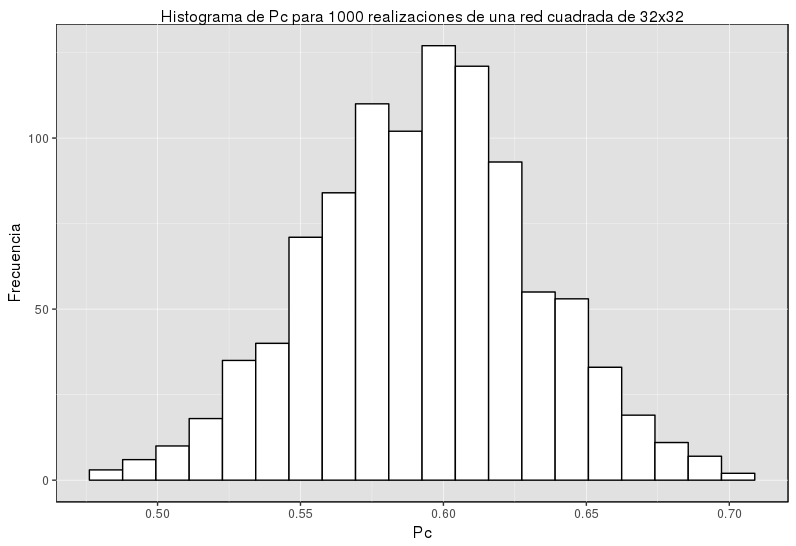 Histograma de Pc para 1000 realizaciones de una red cuadrada de 32x32
Frecuencia
100
50
0
0.50 0.55 0.60 0.65 0.70
Pc